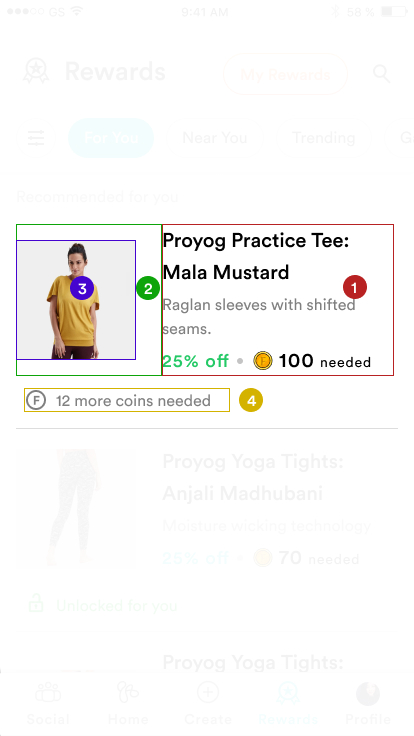 GS 9:41 AM 58 %
Rewards My Rewards
For You Near You Trending G
Recommended for you
Proyog Practice Tee:
Mala Mustard
Raglan sleeves with shifted
seams.
25% off • 100 needed
1
2
3
F 12 more coins needed
4
Proyog Yoga Tights:
Anjali Madhubani
Moisture wicking technology
25% off • 70 needed
Unlocked for you
Proyog Yoga Tights:
Social Home Create Rewards Profile